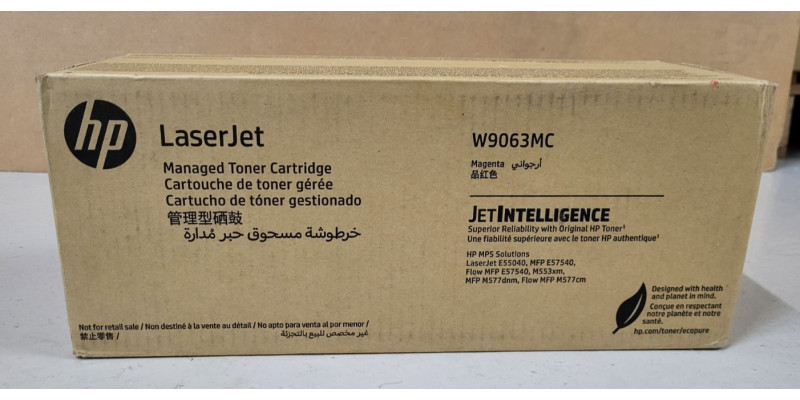 hp
LaserJet
Managed Toner Cartridge
Cartouche de toner gérée
Cartucho de tóner gestionado
管理型硒鼓
خرطوشة مسحوق حبر مُدارة
Not for retail sale / Non destiné à la vente au détail / No apto para venta al por menor /
禁止零售 /
غير مخصص للبيع بالتجزئة
W9063MC
Magenta أرجواني
品紅色
JETINTELLIGENCE
Superior Reliability with Original HP Toner¹
Une fiabilité supérieure avec le toner HP authentique¹
HP MPS Solutions
LaserJet E55040, MFP E57540,
Flow MFP E57540, M553xm,
MFP M577dnm, Flow MFP M577cm
Designed with health
and planet in mind.
Conçue en respectant
notre planète et notre
santé.
hp.com/toner/ecopure